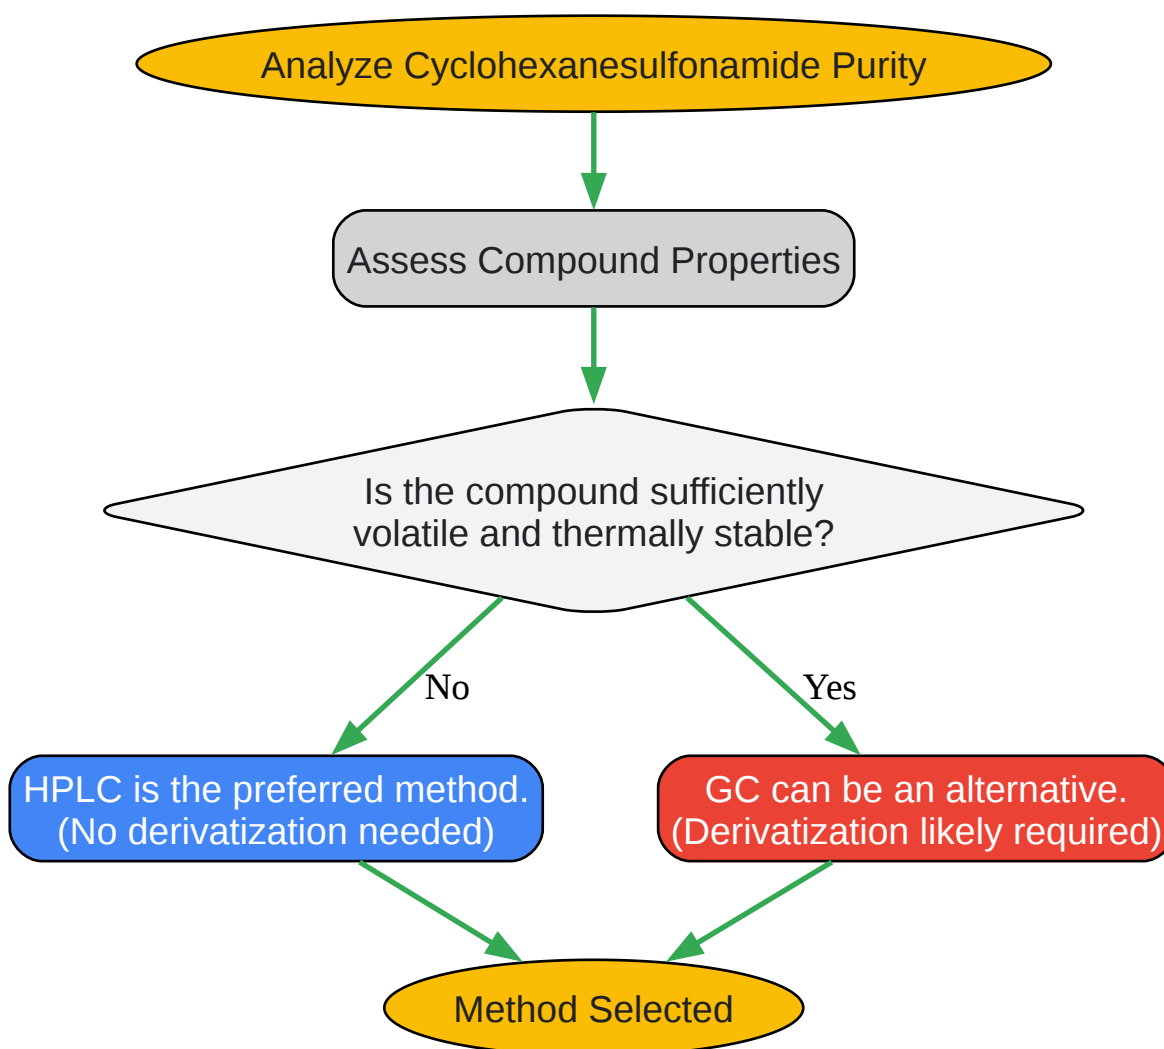 Analyze Cyclohexanesulfonamide Purity
Assess Compound Properties
Is the compound sufficiently
volatile and thermally stable?
No
Yes
HPLC is the preferred method.
(No derivatization needed)
GC can be an alternative.
(Derivatization likely required)
Method Selected